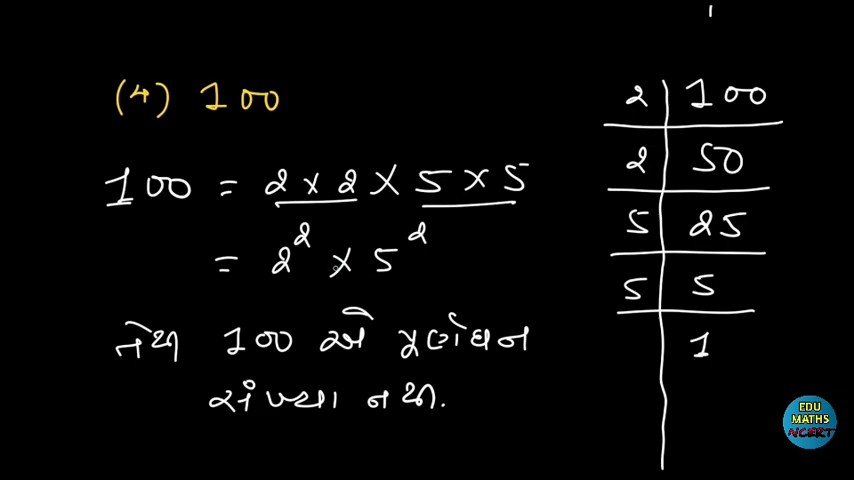 (4) 100
100 = 2 × 2 × 5 × 5
= 2² × 5²
તેથી 100 એ પૂર્ણઘન
સંખ્યા નથી.
2 | 100
2 | 50
5 | 25
5 | 5
1
EDU
MATHS
NCERT